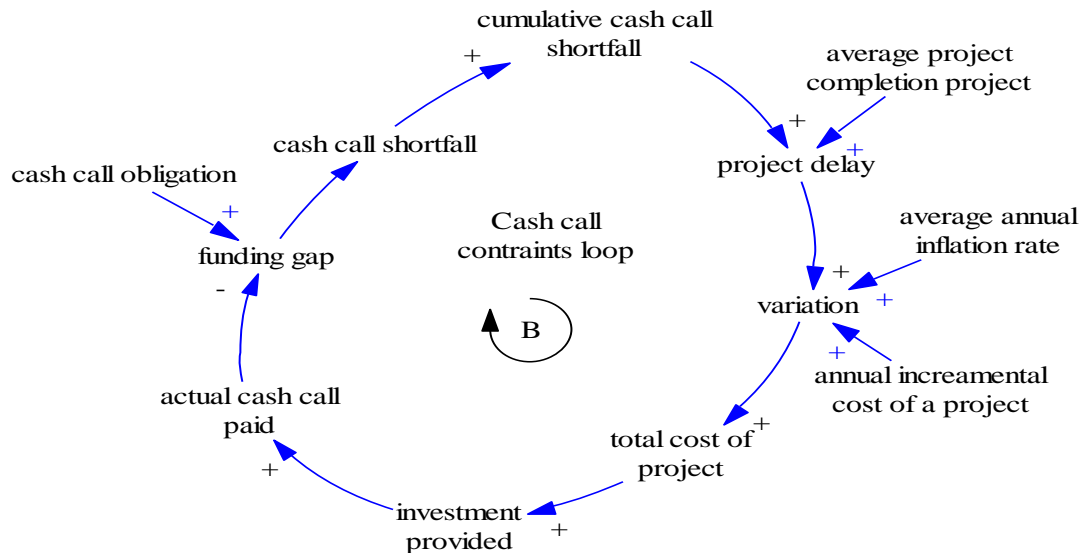 cumulative cash call
shortfall
+
average project
completion project
+
+
cash call shortfall
project delay
cash call obligation
+
Cash call
contraints loop
average annual
inflation rate
funding gap
-
+
+
variation
B
+
annual increamental
cost of a project
actual cash call
paid
+
total cost of
project
+
investment
provided
+